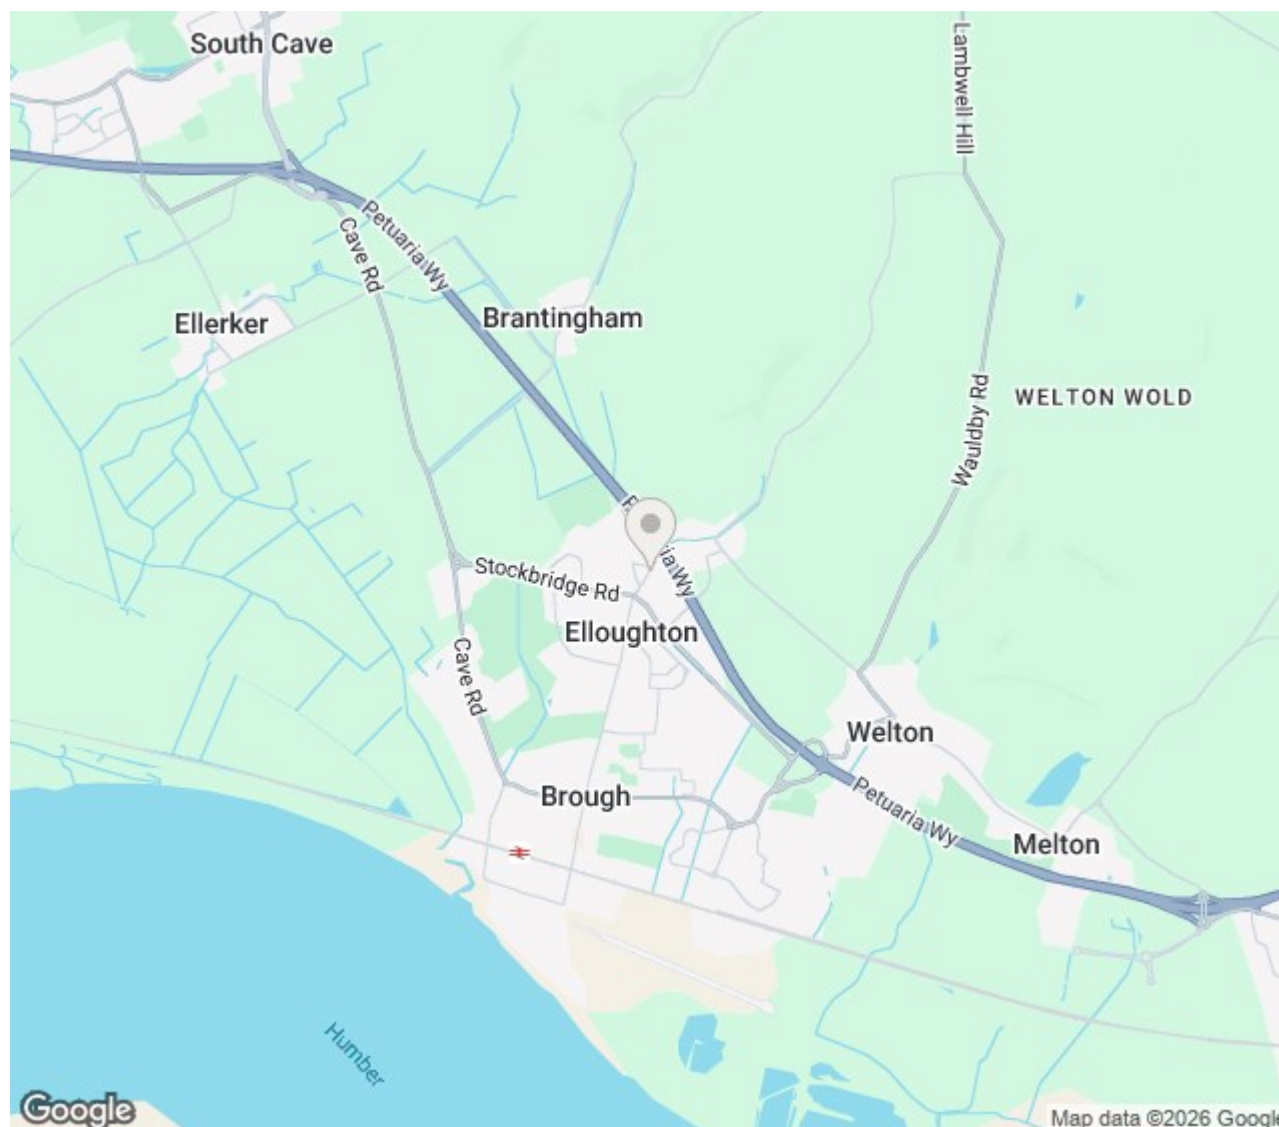 South Cave
Lambwell Hill
Petuaria Wy
Cave Rd
Ellerker
Brantingham
WELTON WOLD
Wauldby Rd
Stockbridge Rd
Elloughton
Cave Rd
Welton
Brough
Petuaria Wy
Melton
Humber
Google
Map data ©2026 Google